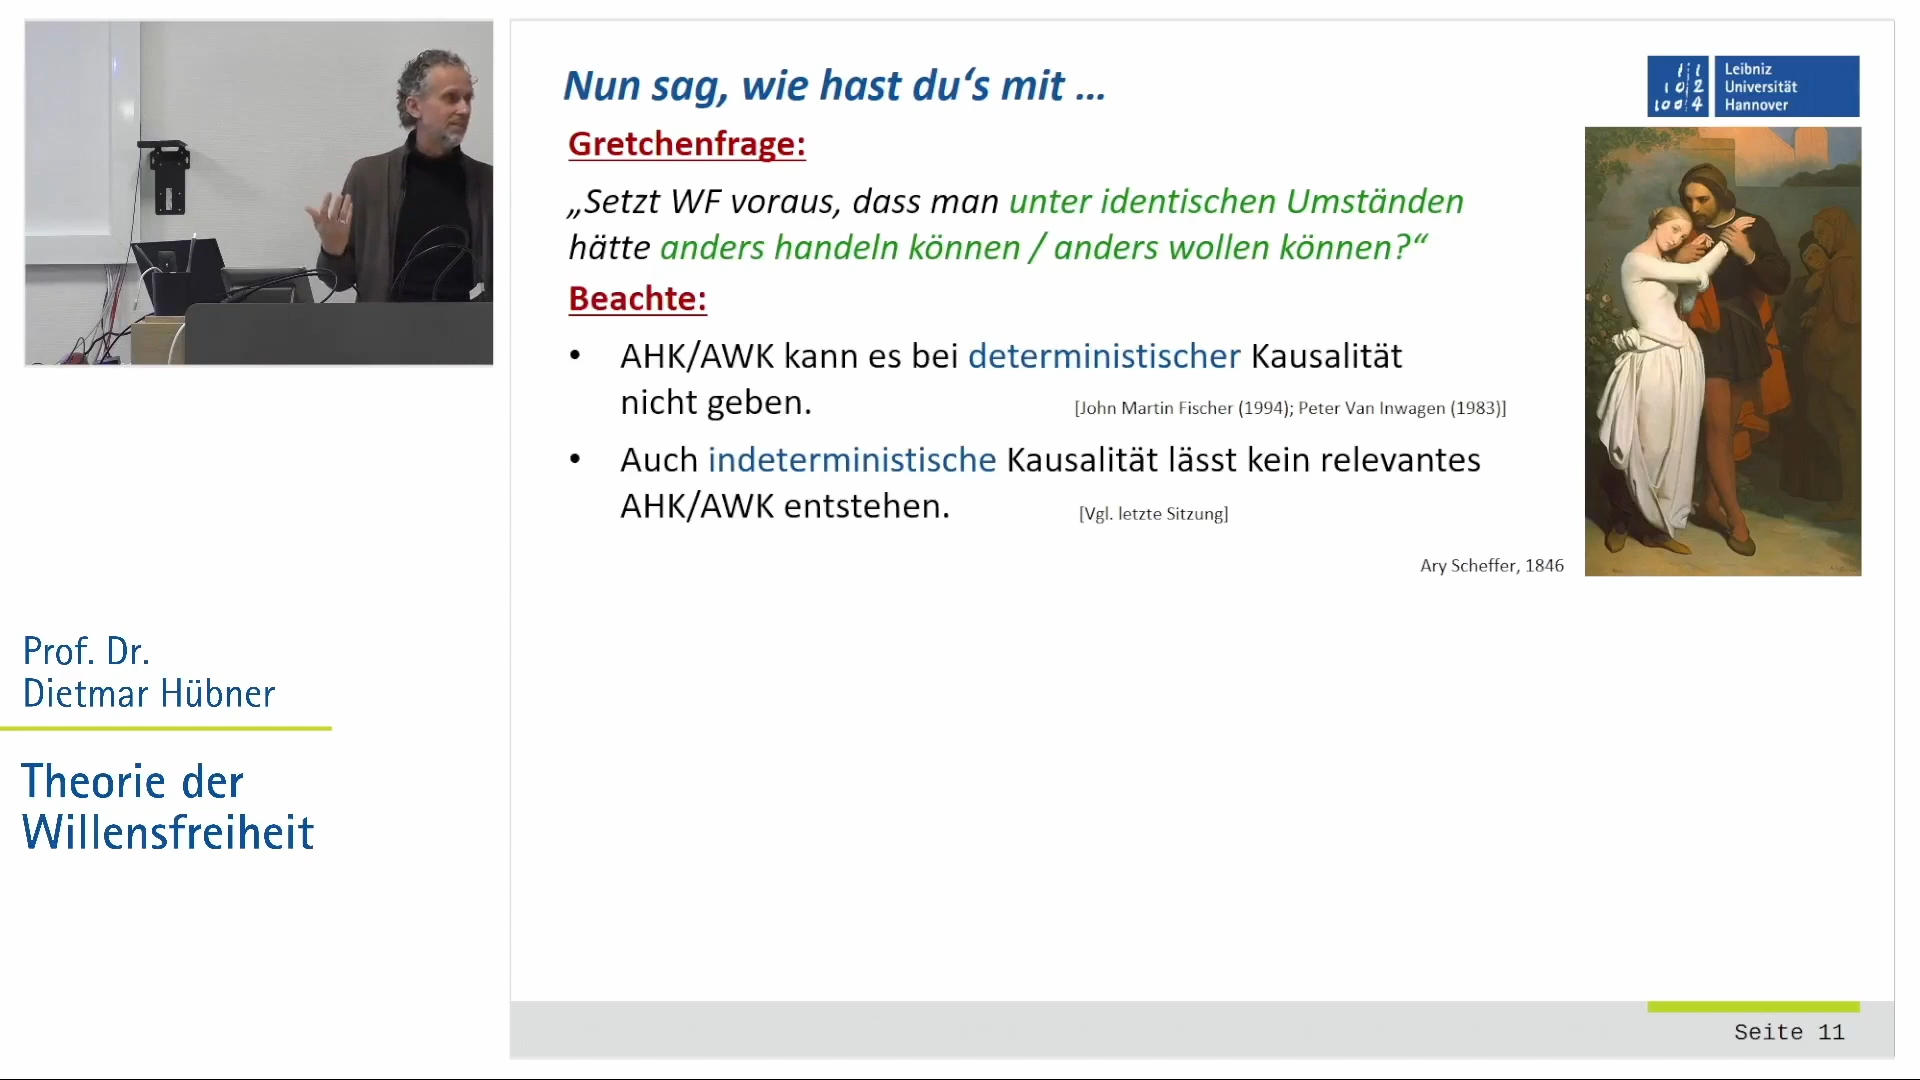 Nun sag, wie hast du‘s mit …
Leibniz
Universität
Hannover
Gretchenfrage:
„Setzt WF voraus, dass man unter identischen Umständen
hätte anders handeln können / anders wollen können?“
Beachte:
• AHK/AWK kann es bei deterministischer Kausalität
nicht geben. [John Martin Fischer (1994); Peter Van Inwagen (1983)]
• Auch indeterministische Kausalität lässt kein relevantes
AHK/AWK entstehen. [Vgl. letzte Sitzung]
Ary Scheffer, 1846
Prof. Dr.
Dietmar Hübner
Theorie der
Willensfreiheit
Seite 11